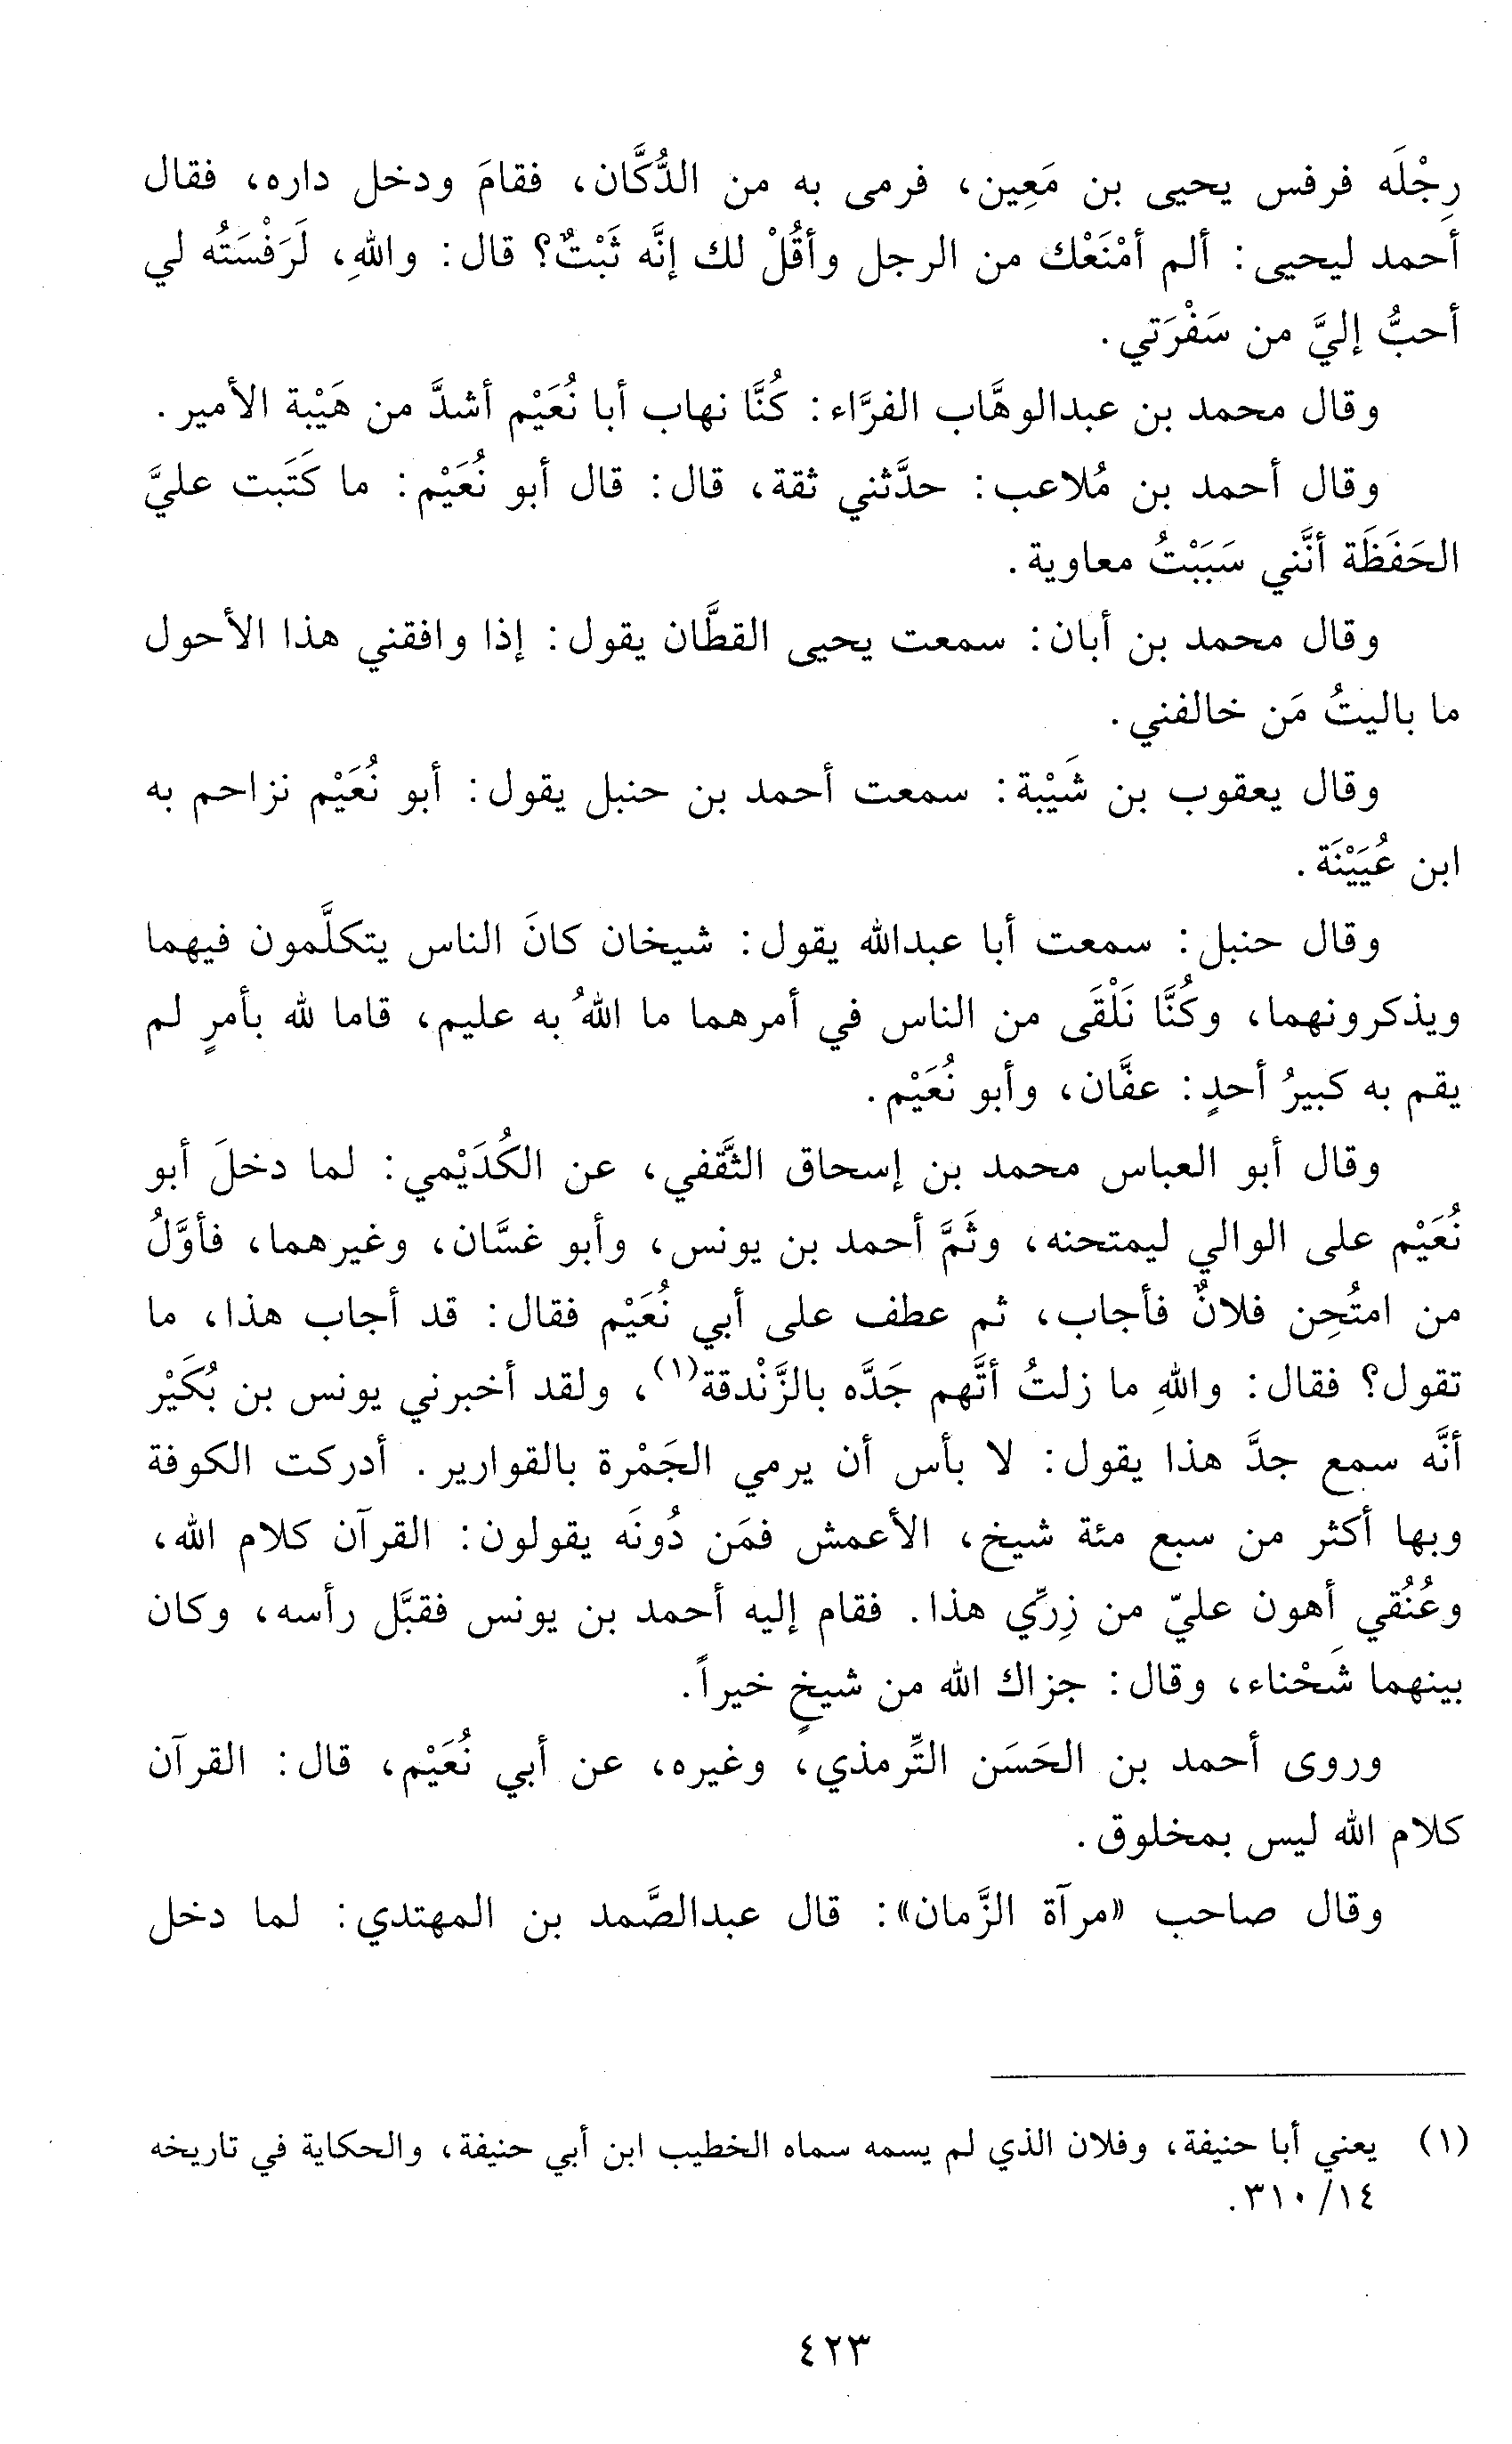 رِجْلَه فرفس يحيى بن مَعِين، فرمى به من الدُّكَّان، فقامَ ودخل داره، فقال
أحمد ليحيى: ألم أمْنَعْك من الرجل وأقُلْ لك إنَّه ثَبْتٌ؟ قال: واللهِ، لَرَفْسَتُه لي
أحبُّ إليَّ من سَفْرَتي.
وقال محمد بن عبدالوهَّاب الفرَّاء: كُنَّا نهاب أبا نُعَيْم أشدَّ من هَيْبة الأمير.
وقال أحمد بن مُلاعب: حدَّثني ثقة، قال: قال أبو نُعَيْم: ما كَتَبت عليَّ
الحَفَظَة أنَّني سَبَبْتُ معاوية.
وقال محمد بن أبان: سمعت يحيى القطَّان يقول: إذا وافقني هذا الأحول
ما باليتُ مَن خالفني.
وقال يعقوب بن شَيْبة: سمعت أحمد بن حنبل يقول: أبو نُعَيْم نزاحم به
ابن عُيَيْنَة.
وقال حنبل: سمعت أبا عبدالله يقول: شيخان كانَ الناس يتكلَّمون فيهما
ويذكرونهما، وكُنَّا نَلْقَى من الناس في أمرهما ما اللهُ به عليم، قاما لله بأمرٍ لم
يقم به كبيرُ أحدٍ: عفَّان، وأبو نُعَيْم.
وقال أبو العباس محمد بن إسحاق الثَّقفي، عن الكُدَيْمي: لما دخلَ أبو
نُعَيْم على الوالي ليمتحنه، وثَمَّ أحمد بن يونس، وأبو غسَّان، وغيرهما، فأوَّلُ
من امتُحِن فلانٌ فأجاب، ثم عطف على أبي نُعَيْم فقال: قد أجاب هذا، ما
تقول؟ فقال: واللهِ ما زلتُ أتَّهم جَدَّه بالزَّنْدقة(١)، ولقد أخبرني يونس بن بُكَيْر
أنَّه سمع جدَّ هذا يقول: لا بأس أن يرمي الجَمْرة بالقوارير. أدركت الكوفة
وبها أكثر من سبع مئة شيخ، الأعمش فمَن دُونَه يقولون: القرآن كلام الله،
وعُنُقي أهون عليّ من زِرِّي هذا. فقام إليه أحمد بن يونس فقبَّل رأسه، وكان
بينهما شَحْناء، وقال: جزاك الله من شيخٍ خيراً.
وروى أحمد بن الحَسَن التِّرمذي، وغيره، عن أبي نُعَيْم، قال: القرآن
كلام الله ليس بمخلوق.
وقال صاحب «مرآة الزَّمان»: قال عبدالصَّمد بن المهتدي: لما دخل
(١) يعني أبا حنيفة، وفلان الذي لم يسمه سماه الخطيب ابن أبي حنيفة، والحكاية في تاريخه
١٤/ ٣١٠.
٤٢٣